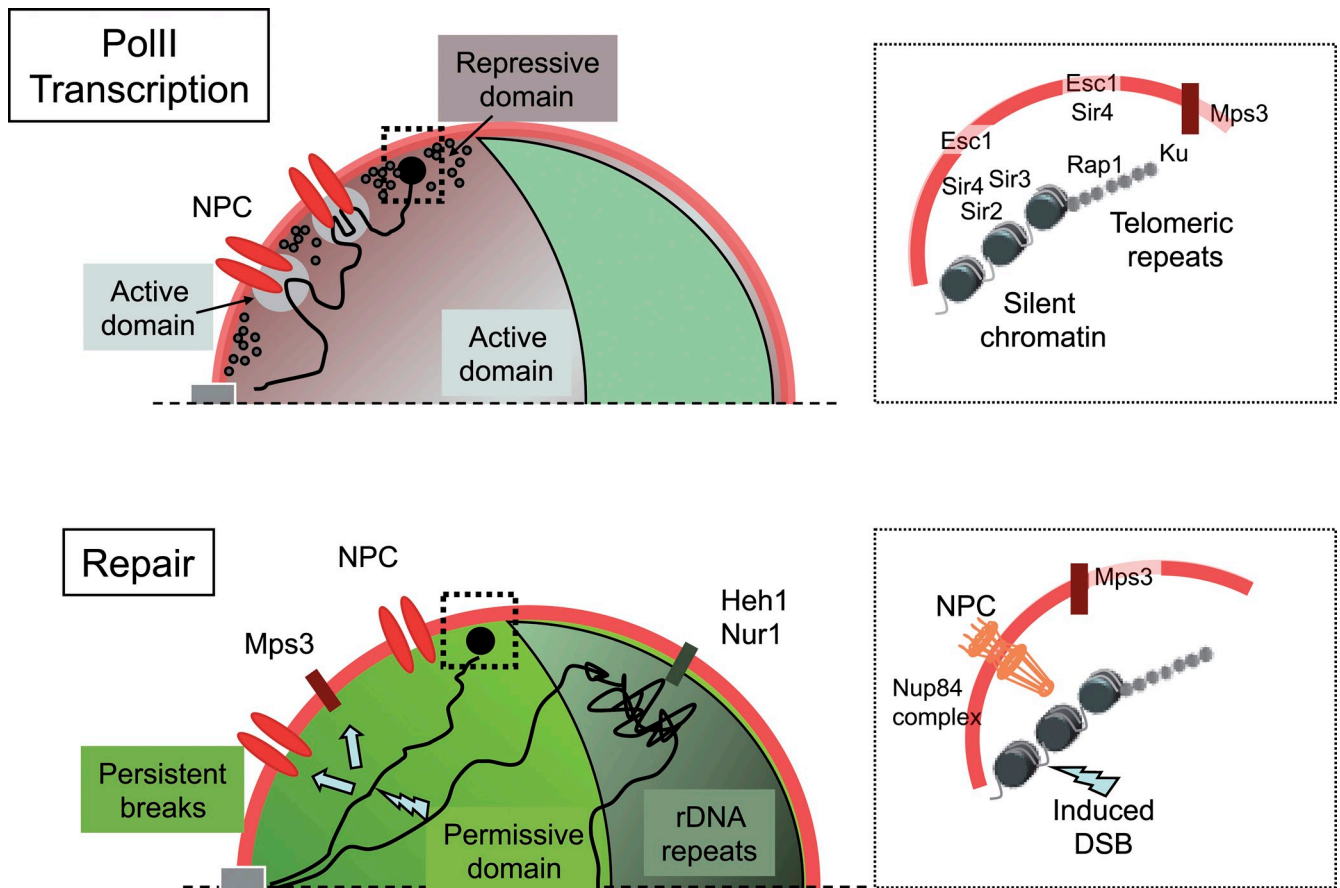 PolII
Transcription
Repressive
domain
NPC
Active
domain
Active
domain
Esc1
Sir4
Mps3
Esc1
Rap1
Ku
Sir4
Sir3
Sir2
Telomeric
repeats
Silent
chromatin
Repair
NPC
Mps3
Heh1
Nur1
Persistent
breaks
Permissive
domain
rDNA
repeats
Mps3
NPC
Nup84
complex
Induced
DSB